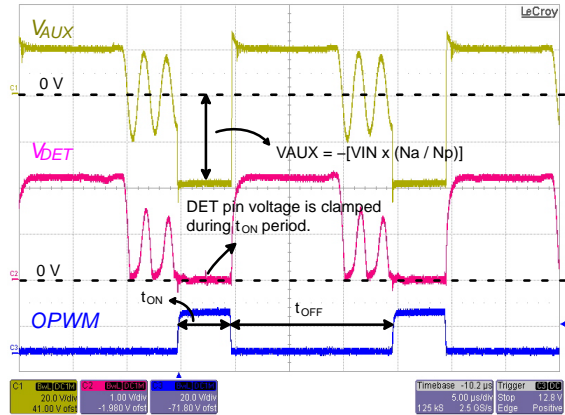 LeCroy
VAUX
0 V
C1
VAUX = –[VIN x (Na / Np)]
VDET
DET pin voltage is clamped
during tON period.
C2
0 V
tON
tOFF
OPWM
C3
C1 BwL DC1M
20.0 V/div
41.00 V ofst
C2 BwL DC1M
1.00 V/div
-1.980 V ofst
BwL DC1M
20.0 V/div
-71.80 V ofst
Timebase -10.2 µs
5.00 µs/div
125 kS 2.5 GS/s
Trigger C3 DC
Stop 12.8 V
Edge Positive